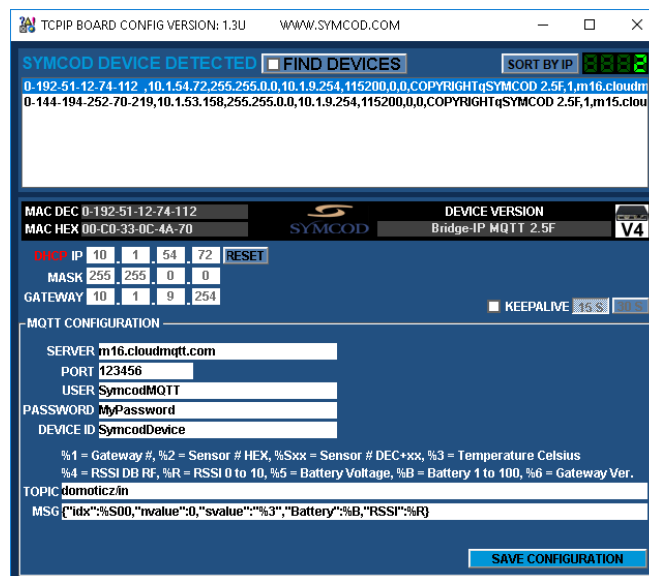 TCPIP BOARD CONFIG VERSION: 1.3U WWW.SYMCOD.COM
SYMCOD DEVICE DETECTED FIND DEVICES SORT BY IP 2
0-192-51-12-74-112 ,10.1.54.72,255.255.0.0,10.1.9.254,115200,0,0,COPYRIGHTqSYMCOD 2.5F,1,m16.cloudm
0-144-194-252-70-219,10.1.53.158,255.255.0.0,10.1.9.254,115200,0,0,COPYRIGHTqSYMCOD 2.5F,1,m15.clou
MAC DEC 0-192-51-12-74-112 DEVICE VERSION
MAC HEX 00-C0-33-0C-4A-70 SYMCOD Bridge-IP MQTT 2.5F V4
DHCP IP 10 . 1 . 54 . 72 RESET
MASK 255 . 255 . 0 . 0
GATEWAY 10 . 1 . 9 . 254
KEEPALIVE 15 S 30 S
MQTT CONFIGURATION
SERVER m16.cloudmqtt.com
PORT 123456
USER SymcodMQTT
PASSWORD MyPassword
DEVICE ID SymcodDevice
%1 = Gateway #, %2 = Sensor # HEX, %Sxx = Sensor # DEC+xx, %3 = Temperature Celsius
%4 = RSSI DB RF, %R = RSSI 0 to 10, %5 = Battery Voltage, %B = Battery 1 to 100, %6 = Gateway Ver.
TOPIC domoticz/in
MSG {"idx":%S00,"nvalue":0,"svalue":"%3","Battery":%B,"RSSI":%R}
SAVE CONFIGURATION